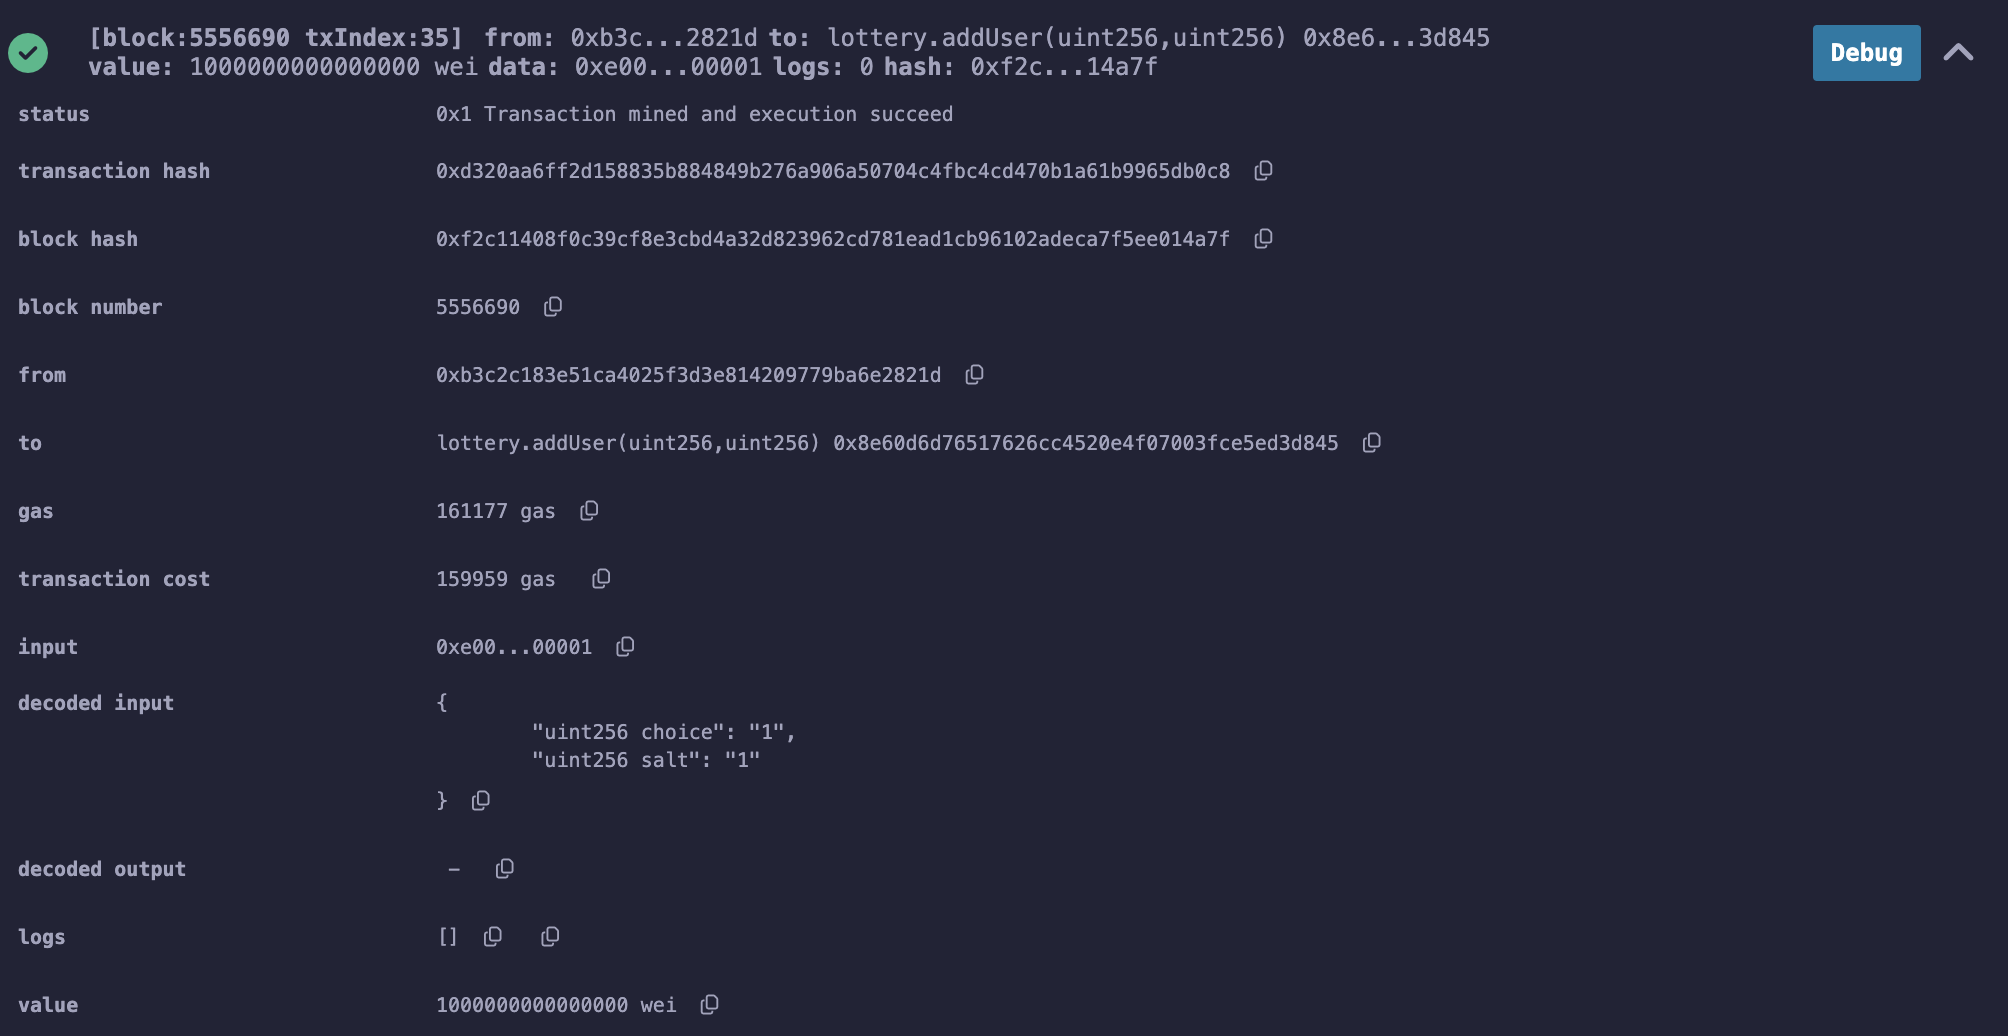 [block:5556690 txIndex:35] from: 0xb3c...2821d to: lottery.addUser(uint256,uint256) 0x8e6...3d845
value: 1000000000000000 wei data: 0xe00...00001 logs: 0 hash: 0xf2c...14a7f
Debug
status 0x1 Transaction mined and execution succeed
transaction hash 0xd320aa6ff2d158835b884849b276a906a50704c4fbc4cd470b1a61b9965db0c8
block hash 0xf2c11408f0c39cf8e3cbd4a32d823962cd781ead1cb96102adeca7f5ee014a7f
block number 5556690
from 0xb3c2c183e51ca4025f3d3e814209779ba6e2821d
to lottery.addUser(uint256,uint256) 0x8e60d6d76517626cc4520e4f07003fce5ed3d845
gas 161177 gas
transaction cost 159959 gas
input 0xe00...00001
decoded input {
"uint256 choice": "1",
"uint256 salt": "1"
}
decoded output -
logs []
value 1000000000000000 wei